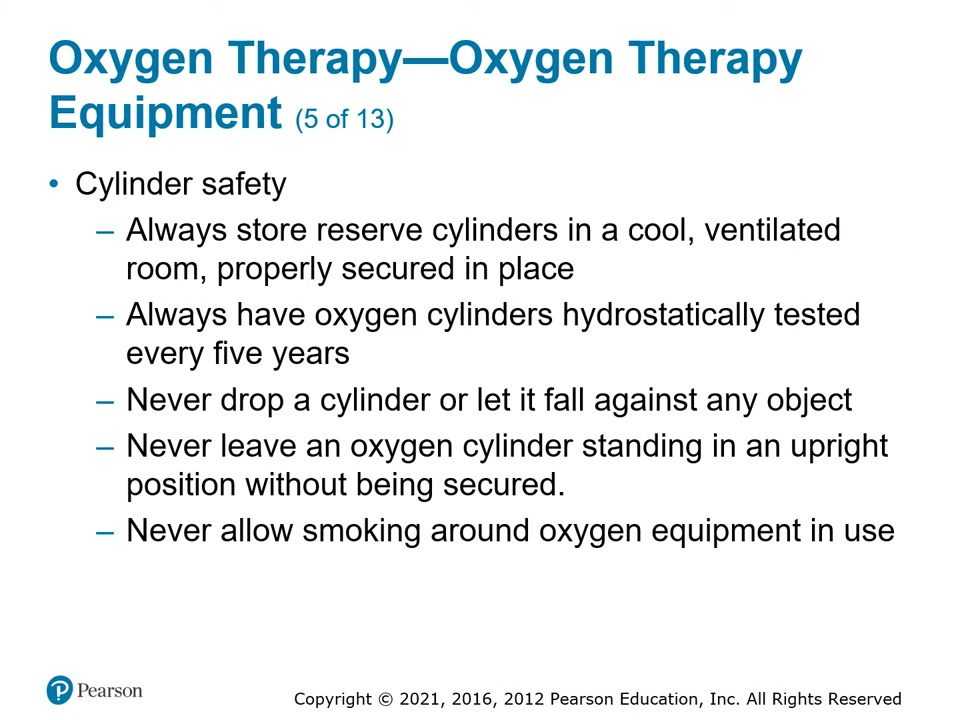 Oxygen Therapy—Oxygen Therapy
Equipment (5 of 13)
• Cylinder safety
– Always store reserve cylinders in a cool, ventilated
room, properly secured in place
– Always have oxygen cylinders hydrostatically tested
every five years
– Never drop a cylinder or let it fall against any object
– Never leave an oxygen cylinder standing in an upright
position without being secured.
– Never allow smoking around oxygen equipment in use
Pearson
Copyright © 2021, 2016, 2012 Pearson Education, Inc. All Rights Reserved